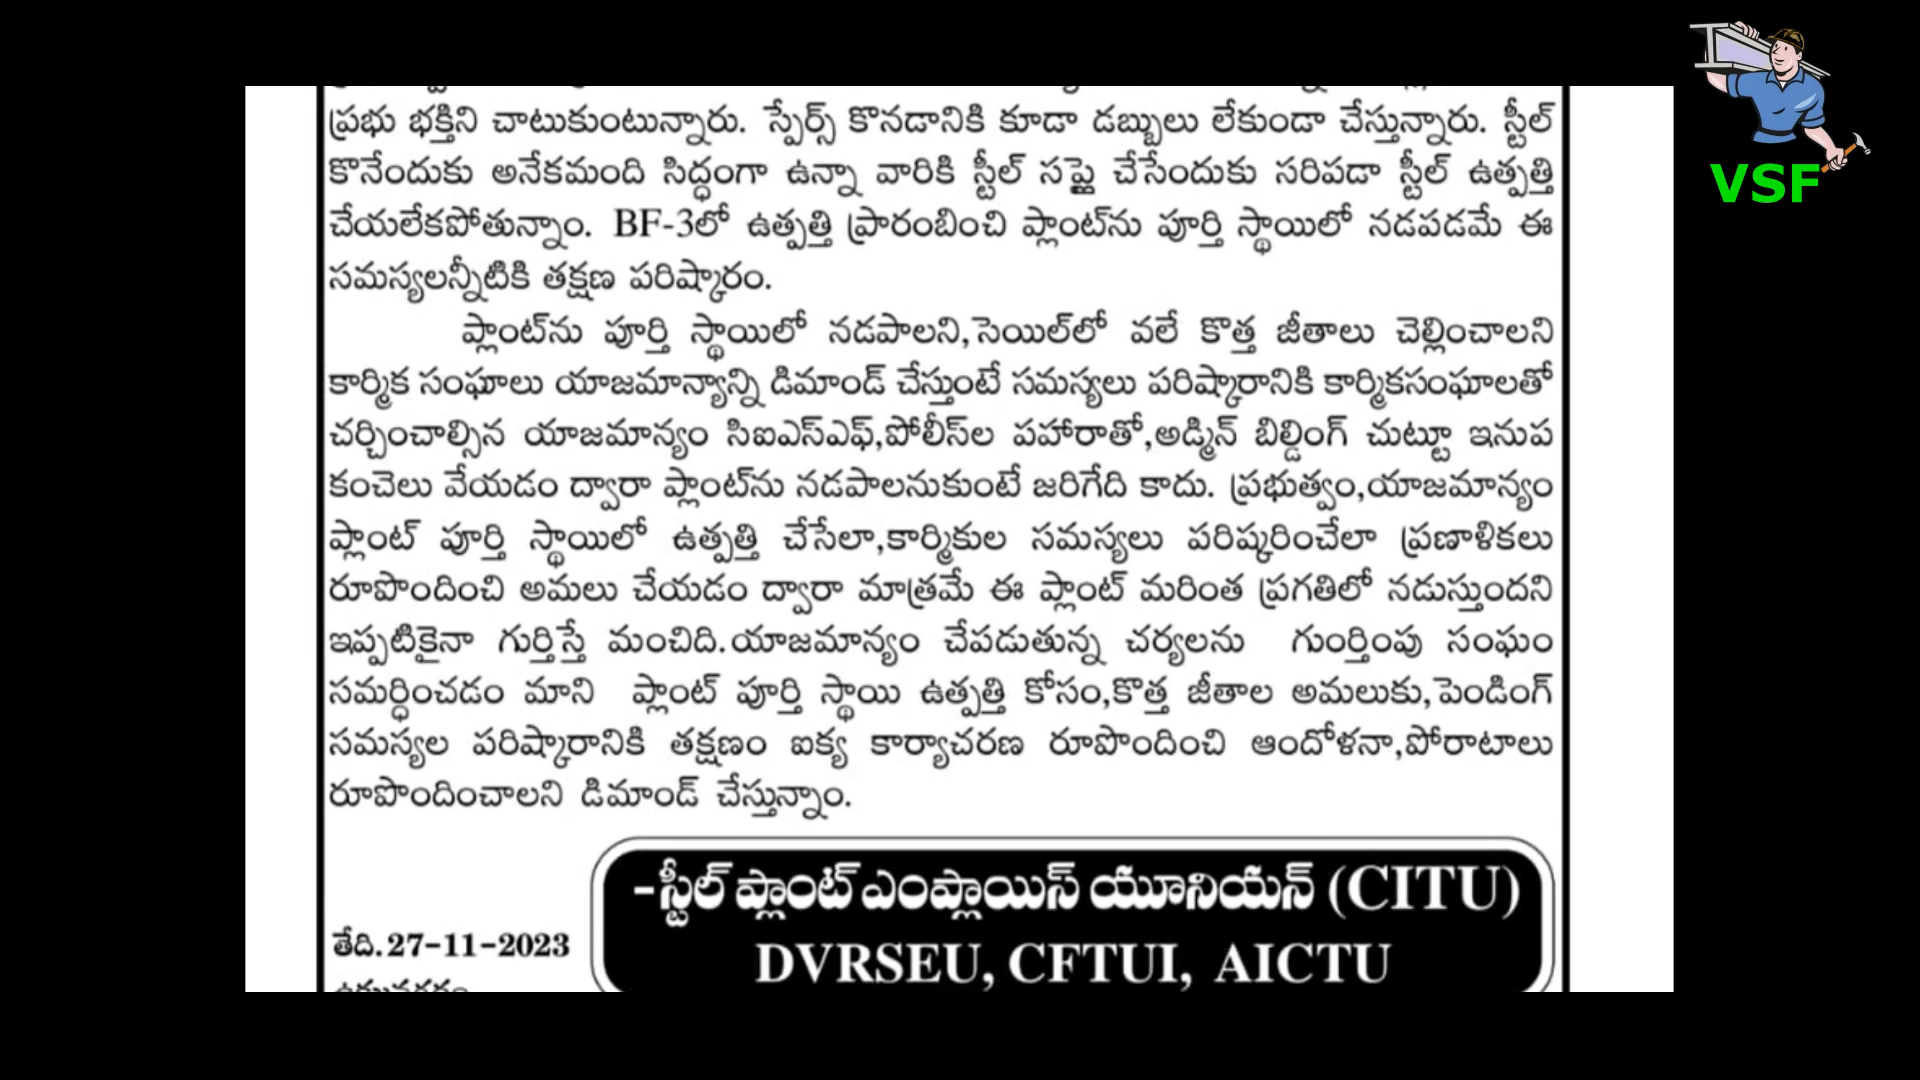 ప్రభు భక్తిని చాటుకుంటున్నారు. స్పేర్స్ కొనడానికి కూడా డబ్బులు లేకుండా చేస్తున్నారు. స్టీల్
కొనేందుకు అనేకమంది సిద్ధంగా ఉన్నా వారికి స్టీల్ సప్లై చేసేందుకు సరిపడా స్టీల్ ఉత్పత్తి
చేయలేకపోతున్నాం. BF-3లో ఉత్పత్తి ప్రారంబించి ప్లాంట్‌ను పూర్తి స్థాయిలో నడపడమే ఈ
సమస్యలన్నీటికి తక్షణ పరిష్కారం.
ప్లాంట్‌ను పూర్తి స్థాయిలో నడపాలని,సెయిల్‌లో వలే కొత్త జీతాలు చెల్లించాలని
కార్మిక సంఘాలు యాజమాన్యాన్ని డిమాండ్ చేస్తుంటే సమస్యలు పరిష్కారానికి కార్మికసంఘాలతో
చర్చించాల్సిన యాజమాన్యం సిఐఎస్ఎఫ్,పోలీస్‌ల పహారాతో,అడ్మిన్ బిల్డింగ్ చుట్టూ ఇనుప
కంచెలు వేయడం ద్వారా ప్లాంట్‌ను నడపాలనుకుంటే జరిగేది కాదు. ప్రభుత్వం,యాజమాన్యం
ప్లాంట్ పూర్తి స్థాయిలో ఉత్పత్తి చేసేలా,కార్మికుల సమస్యలు పరిష్కరించేలా ప్రణాళికలు
రూపొందించి అమలు చేయడం ద్వారా మాత్రమే ఈ ప్లాంట్ మరింత ప్రగతిలో నడుస్తుందని
ఇప్పటికైనా గుర్తిస్తే మంచిది.యాజమాన్యం చేపడుతున్న చర్యలను గుంర్తింపు సంఘం
సమర్ధించడం మాని ప్లాంట్ పూర్తి స్థాయి ఉత్పత్తి కోసం,కొత్త జీతాల అమలుకు,పెండింగ్
సమస్యల పరిష్కారానికి తక్షణం ఐక్య కార్యాచరణ రూపొందించి ఆందోళనా,పోరాటాలు
రూపొందించాలని డిమాండ్ చేస్తున్నాం.
-స్టీల్ ప్లాంట్ ఎంప్లాయిస్ యూనియన్ (CITU)
తేది.27-11-2023
DVRSEU, CFTUI, AICTU
VSF